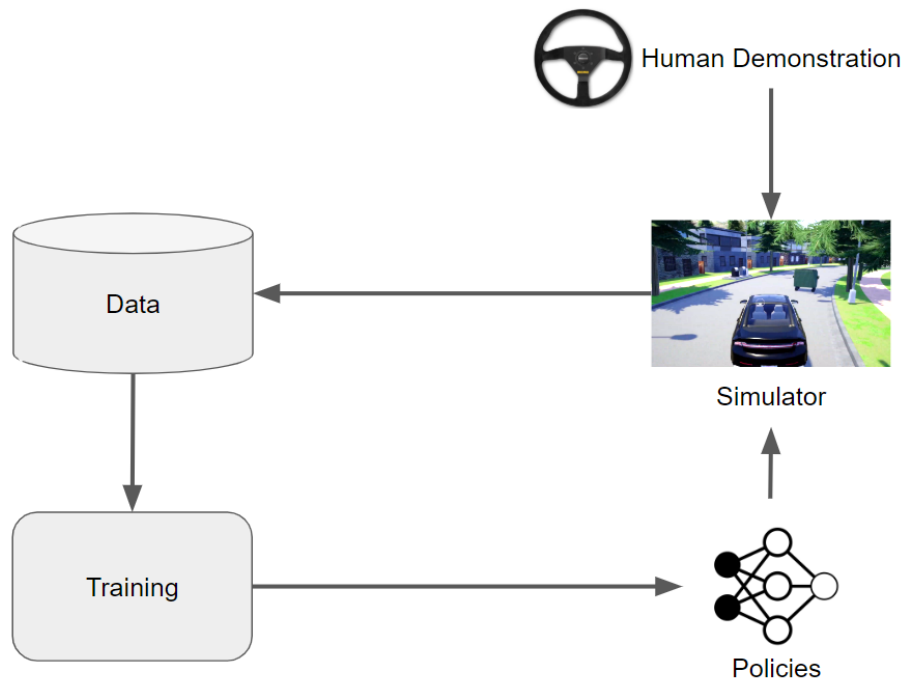 Human Demonstration
Data
Simulator
Training
Policies